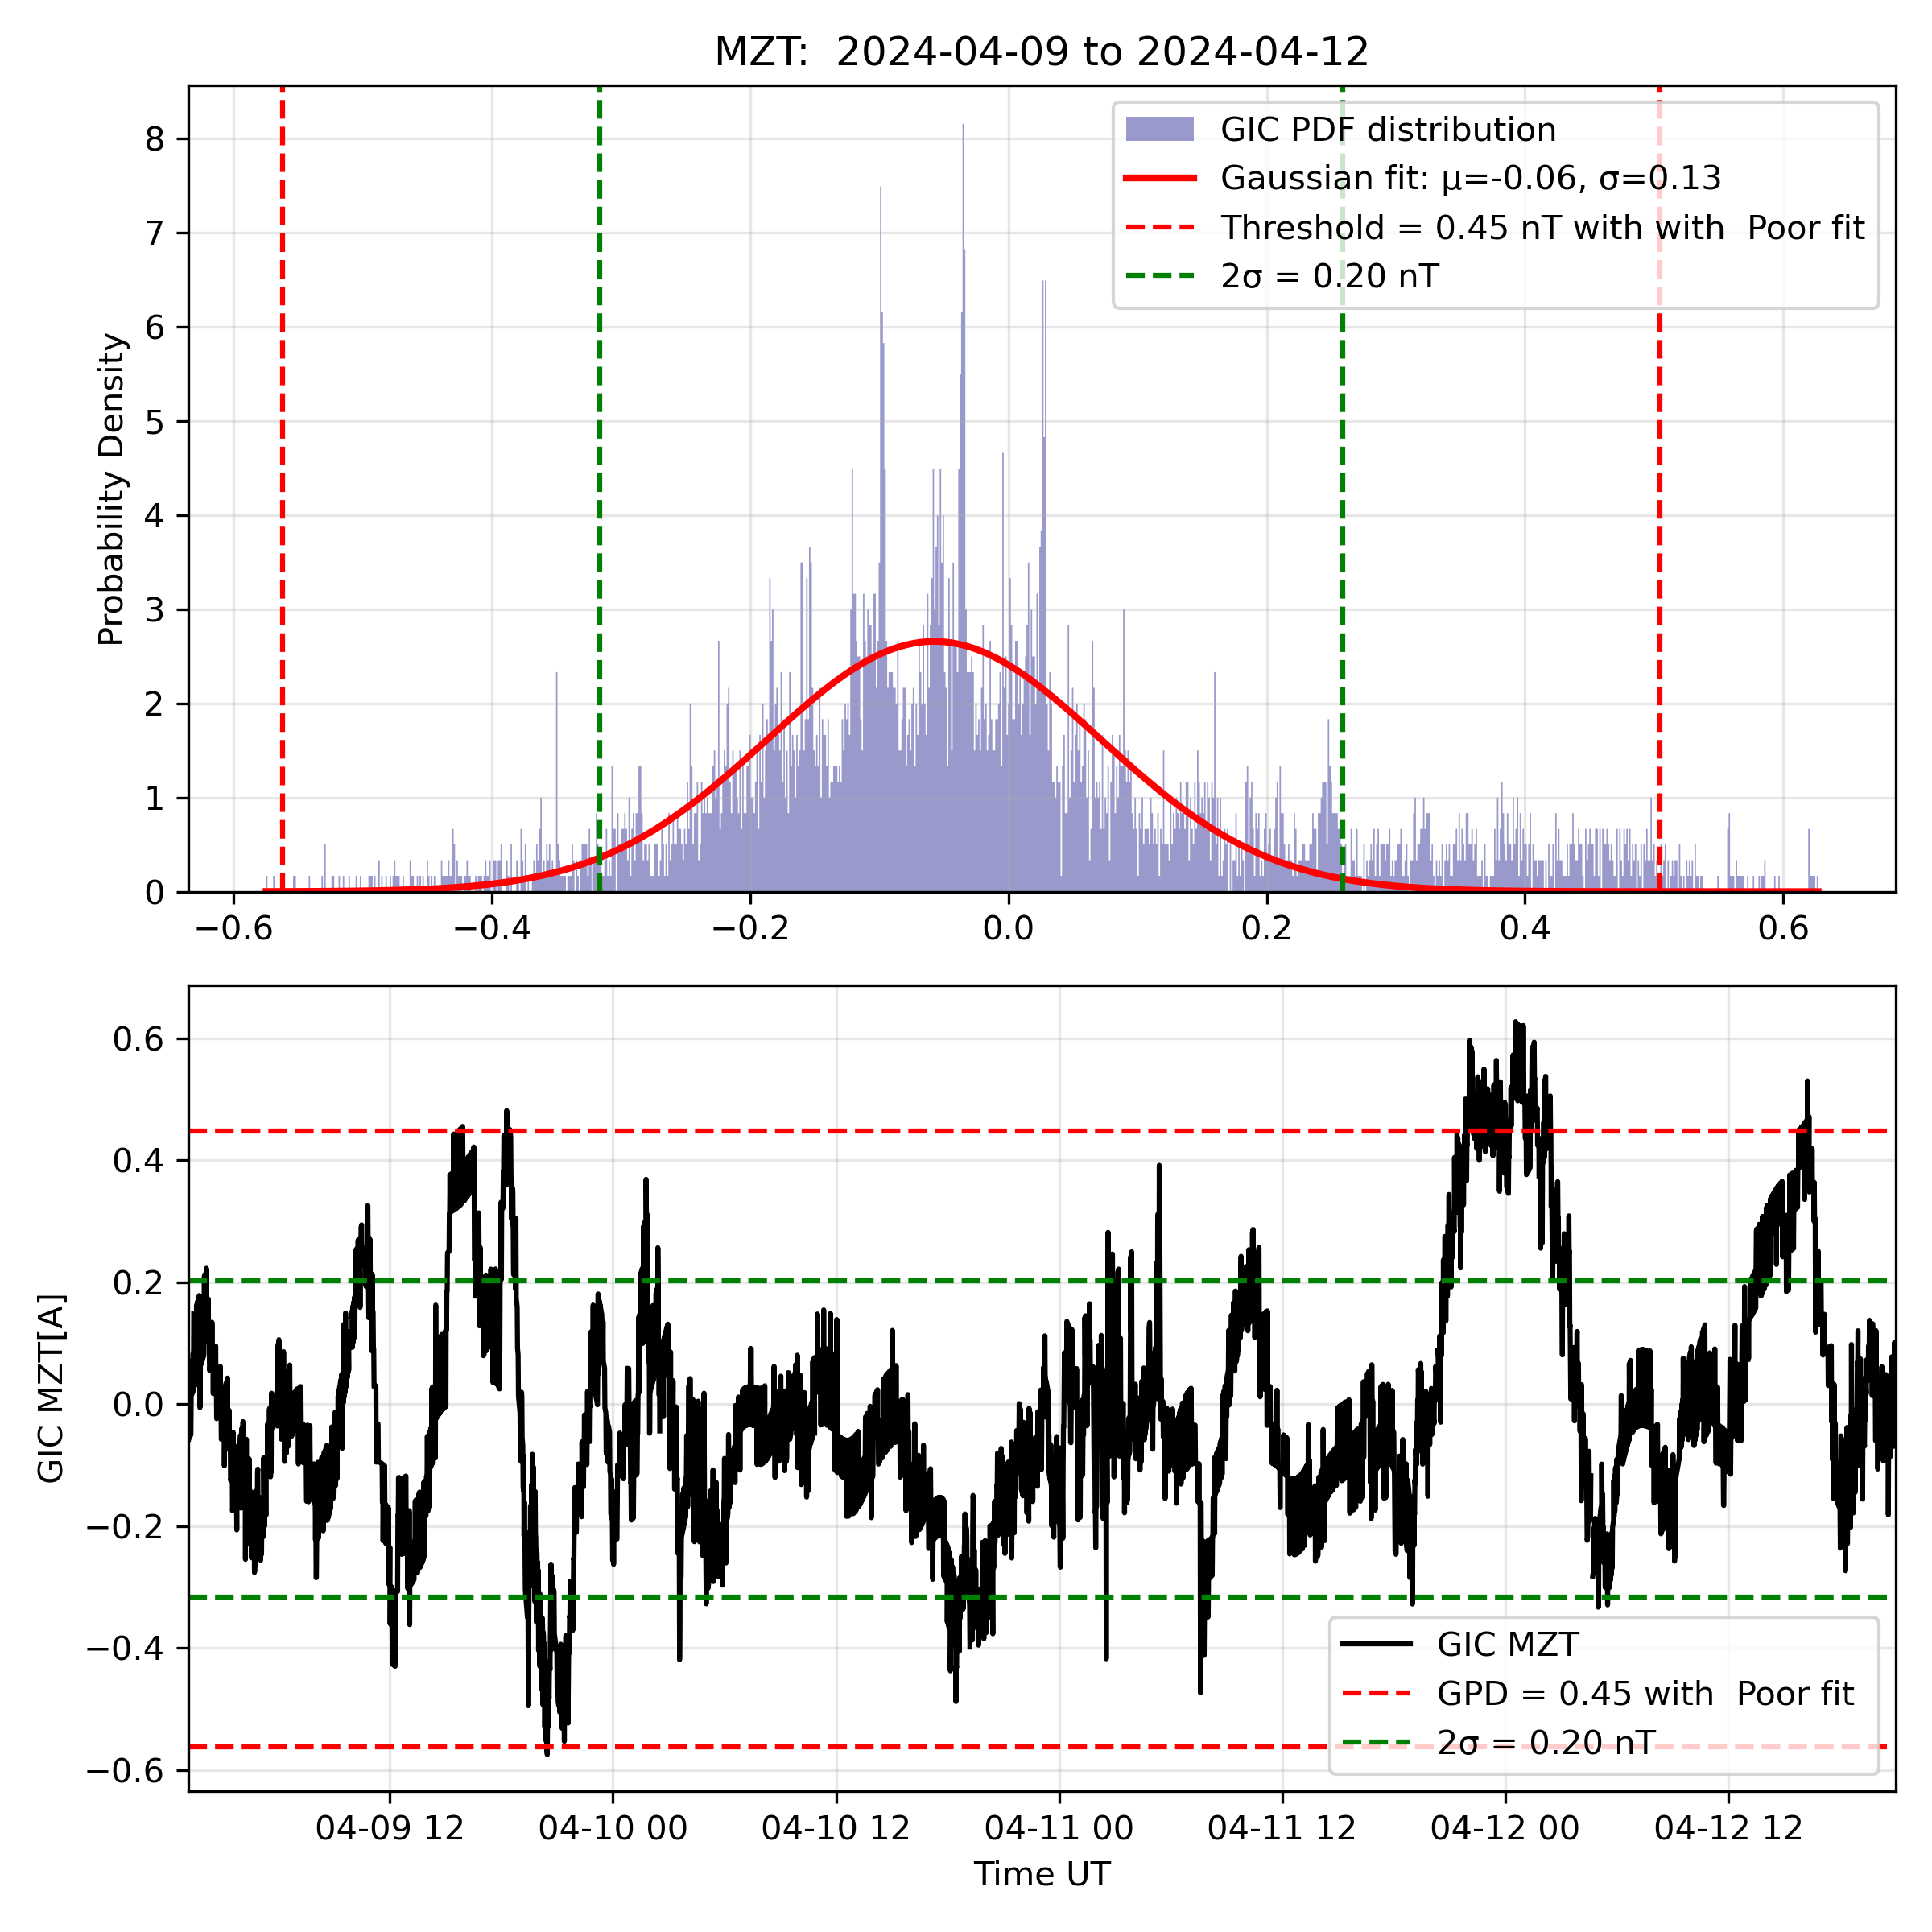 MZT:  2024-04-09 to 2024-04-12
GIC PDF distribution
Gaussian fit: μ=-0.06, σ=0.13
Threshold = 0.45 nT with with  Poor fit
2σ = 0.20 nT
Probability Density
8
7
6
5
4
3
2
1
0
−0.6 −0.4 −0.2 0.0 0.2 0.4 0.6
GIC MZT[A]
0.6
0.4
0.2
0.0
−0.2
−0.4
−0.6
GIC MZT
GPD = 0.45 with  Poor fit
2σ = 0.20 nT
04-09 12 04-10 00 04-10 12 04-11 00 04-11 12 04-12 00 04-12 12
Time UT